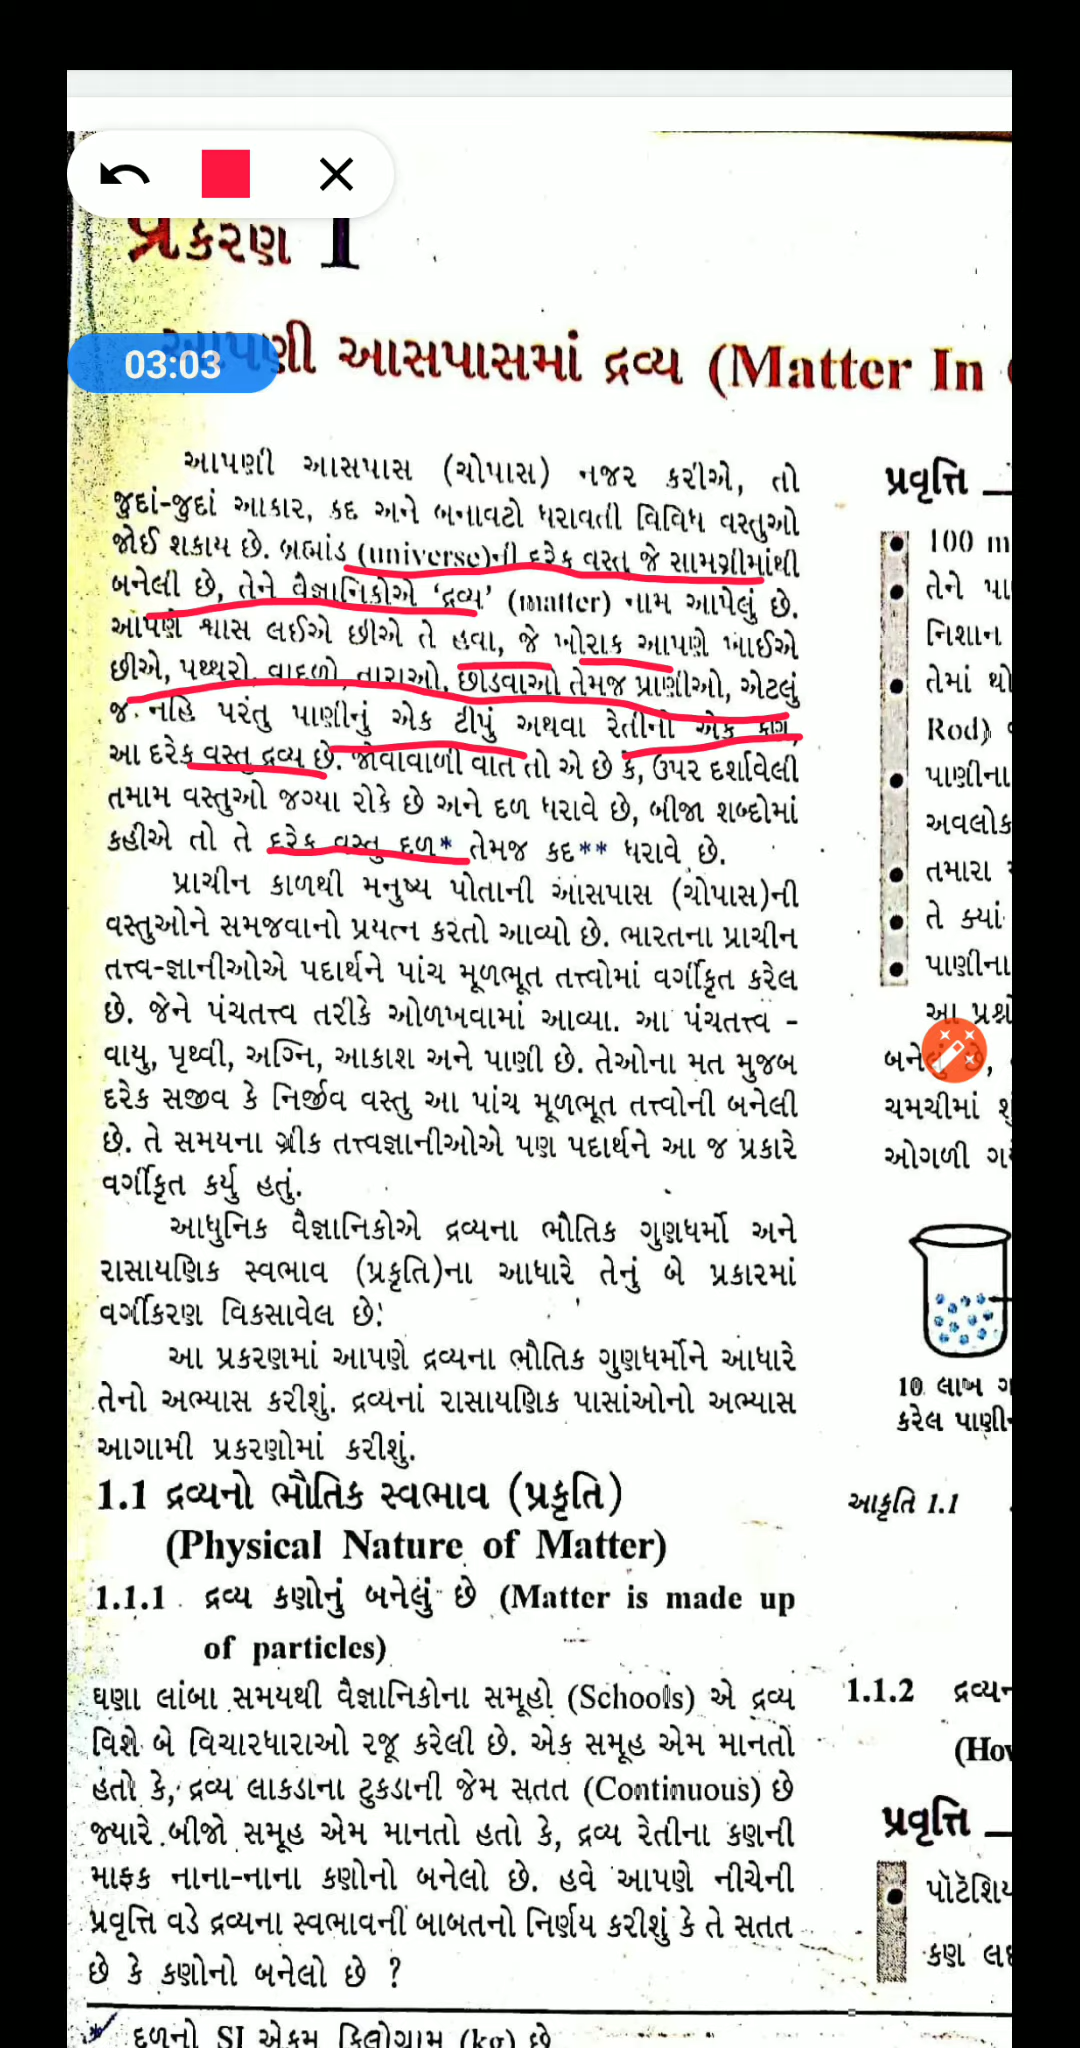 પ્રકરણ 1
03:03
આસપાસમાં દ્રવ્ય (Matter In
આપણી આસપાસ (ચોપાસ) નજર કરીએ, તો
જુદાં-જુદાં આકાર, કદ અને બનાવટો ધરાવતી વિવિધ વસ્તુઓ
જોઈ શકાય છે. બ્રહ્માંડ (universe)ની દરેક વસ્તુ જે સામગ્રીમાંથી
બનેલી છે, તેને વૈજ્ઞાનિકોએ ‘દ્રવ્ય’ (matter) નામ આપેલું છે.
આપણે શ્વાસ લઈએ છીએ તે હવા, જે ખોરાક આપણે ખાઈએ
છીએ, પથ્થરો, વાદળો, તારાઓ, છોડવાઓ તેમજ પ્રાણીઓ, એટલું
જ નહિ પરંતુ પાણીનું એક ટીપું અથવા રેતીનો એક કણ,
આ દરેક વસ્તુ દ્રવ્ય છે. જોવાવાળી વાત તો એ છે કે, ઉપર દર્શાવેલી
તમામ વસ્તુઓ જગ્યા રોકે છે અને દળ ધરાવે છે, બીજા શબ્દોમાં
કહીએ તો તે દરેક વસ્તુ દળ* તેમજ કદ** ધરાવે છે.
પ્રાચીન કાળથી મનુષ્ય પોતાની આસપાસ (ચોપાસ)ની
વસ્તુઓને સમજવાનો પ્રયત્ન કરતો આવ્યો છે. ભારતના પ્રાચીન
તત્ત્વ-જ્ઞાનીઓએ પદાર્થને પાંચ મૂળભૂત તત્ત્વોમાં વર્ગીકૃત કરેલ
છે. જેને પંચતત્ત્વ તરીકે ઓળખવામાં આવ્યા. આ પંચતત્ત્વ -
વાયુ, પૃથ્વી, અગ્નિ, આકાશ અને પાણી છે. તેઓના મત મુજબ
દરેક સજીવ કે નિર્જીવ વસ્તુ આ પાંચ મૂળભૂત તત્ત્વોની બનેલી
છે. તે સમયના ગ્રીક તત્ત્વજ્ઞાનીઓએ પણ પદાર્થને આ જ પ્રકારે
વર્ગીકૃત કર્યુ હતું.
આધુનિક વૈજ્ઞાનિકોએ દ્રવ્યના ભૌતિક ગુણધર્મો અને
રાસાયણિક સ્વભાવ (પ્રકૃતિ)ના આધારે તેનું બે પ્રકારમાં
વર્ગીકરણ વિકસાવેલ છે.
આ પ્રકરણમાં આપણે દ્રવ્યના ભૌતિક ગુણધર્મોને આધારે
તેનો અભ્યાસ કરીશું. દ્રવ્યનાં રાસાયણિક પાસાંઓનો અભ્યાસ
આગામી પ્રકરણોમાં કરીશું.
1.1 દ્રવ્યનો ભૌતિક સ્વભાવ (પ્રકૃતિ)
(Physical Nature of Matter)
1.1.1 દ્રવ્ય કણોનું બનેલું છે (Matter is made up
of particles)
ઘણા લાંબા સમયથી વૈજ્ઞાનિકોના સમૂહો (Schools) એ દ્રવ્ય
વિશે બે વિચારધારાઓ રજૂ કરેલી છે. એક સમૂહ એમ માનતો
હતો કે, દ્રવ્ય લાકડાના ટુકડાની જેમ સતત (Continuous) છે
જ્યારે બીજો સમૂહ એમ માનતો હતો કે, દ્રવ્ય રેતીના કણની
માફક નાના-નાના કણોનો બનેલો છે. હવે આપણે નીચેની
પ્રવૃત્તિ વડે દ્રવ્યના સ્વભાવની બાબતનો નિર્ણય કરીશું કે તે સતત
છે કે કણોનો બનેલો છે ?
* દળનો SI એકમ કિલોગ્રામ (kg) છે
પ્રવૃત્તિ
100 m
તેને પા
નિશાન
તેમાં થો
Rod)
પાણીના
અવલોક
તમારા
તે ક્યાં
પાણીના
આ પ્રશ્નો
ચમચીમાં
ઓગળી ગ
10 લાખ
કરેલ પાણી
આકૃતિ 1.1
1.1.2 દ્રવ્યન
(Hov
પ્રવૃત્તિ
પૉટૅશિય
કણ લઇ